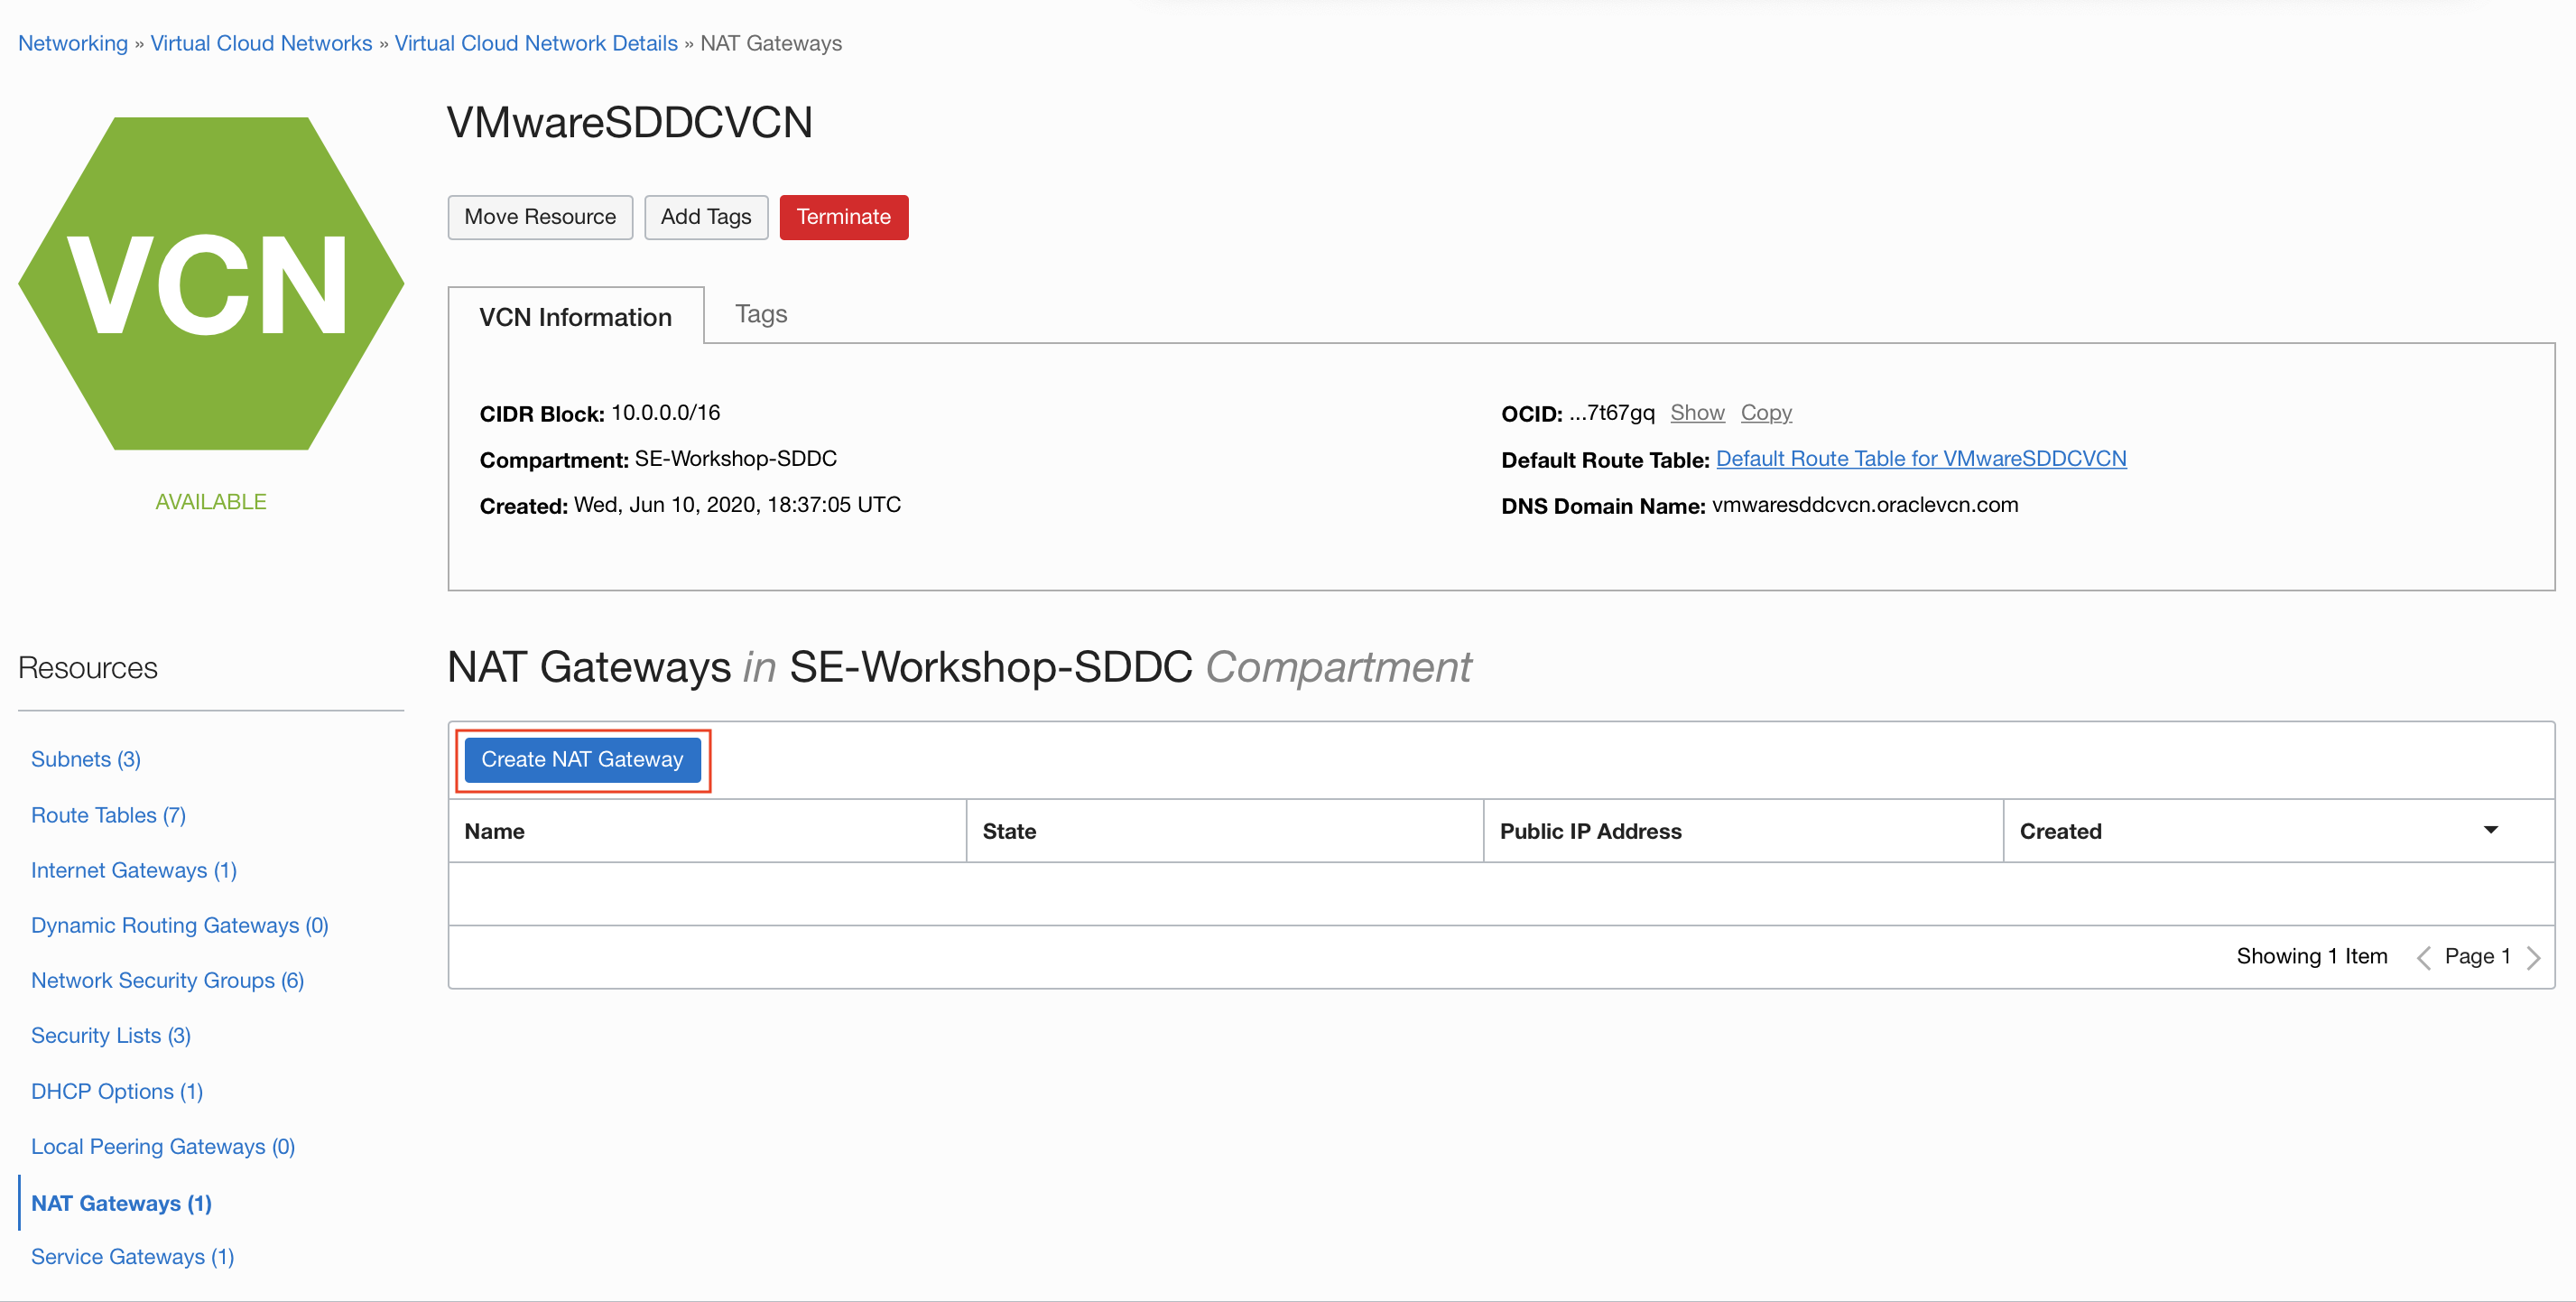 Networking » Virtual Cloud Networks » Virtual Cloud Network Details » NAT Gateways
VCN
AVAILABLE
VMwareSDDCVCN
Move Resource Add Tags Terminate
VCN Information Tags
CIDR Block: 10.0.0.0/16
Compartment: SE-Workshop-SDDC
Created: Wed, Jun 10, 2020, 18:37:05 UTC
OCID: ...7t67gq Show Copy
Default Route Table: Default Route Table for VMwareSDDCVCN
DNS Domain Name: vmwaresddcvcn.oraclevcn.com
Resources
Subnets (3)
Route Tables (7)
Internet Gateways (1)
Dynamic Routing Gateways (0)
Network Security Groups (6)
Security Lists (3)
DHCP Options (1)
Local Peering Gateways (0)
NAT Gateways (1)
Service Gateways (1)
NAT Gateways in SE-Workshop-SDDC Compartment
Create NAT Gateway
Name State Public IP Address Created
Showing 1 Item Page 1